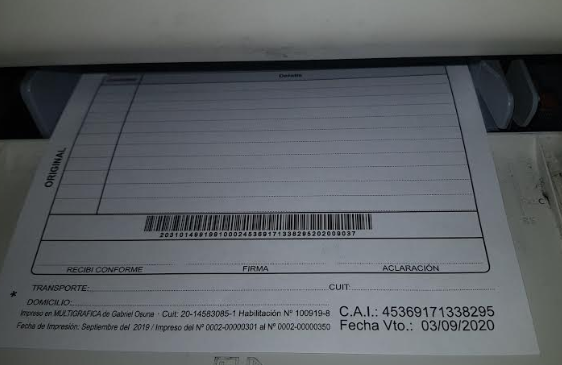 DETALLE
ORIGINAL
RECIBI CONFORME FIRMA ACLARACIÓN
TRANSPORTE: CUIT:
* DOMICILIO:
Impreso en MULTIGRAFICA de Gabriel Osuna - Cuit: 20-14583085-1 Habilitación Nº 100919-8
Fecha de Impresión: Septiembre del 2019 / Impreso del Nº 0002-00000301 al Nº 0002-00000350
C.A.I.: 45369171338295
Fecha Vto.: 03/09/2020